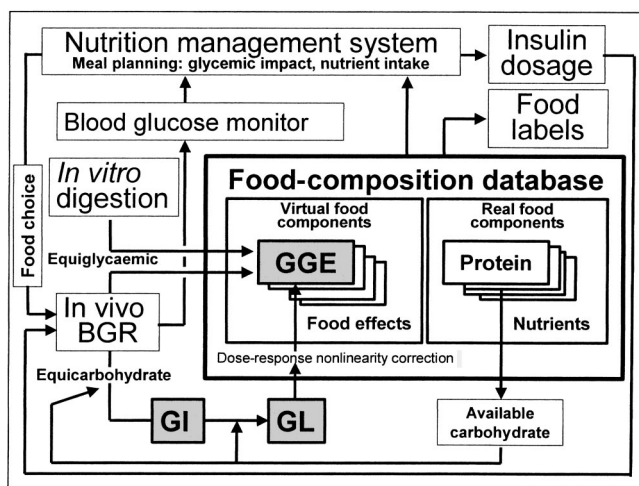 Nutrition management system
Meal planning: glycemic impact, nutrient intake
Insulin
dosage
Blood glucose monitor
Food
labels
Food choice
In vitro
digestion
Food-composition database
Virtual food
components
Real food
components
Equiglycaemic
GGE
Protein
In vivo
BGR
Food effects
Nutrients
Dose-response nonlinearity correction
Equicarbohydrate
GI
GL
Available
carbohydrate